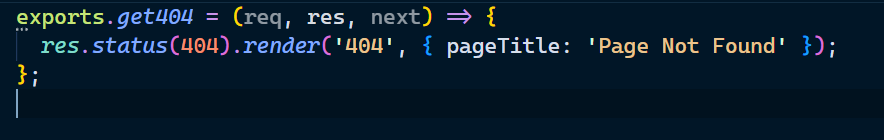 exports.get404 = (req, res, next) => {
  res.status(404).render('404', { pageTitle: 'Page Not Found' });
};